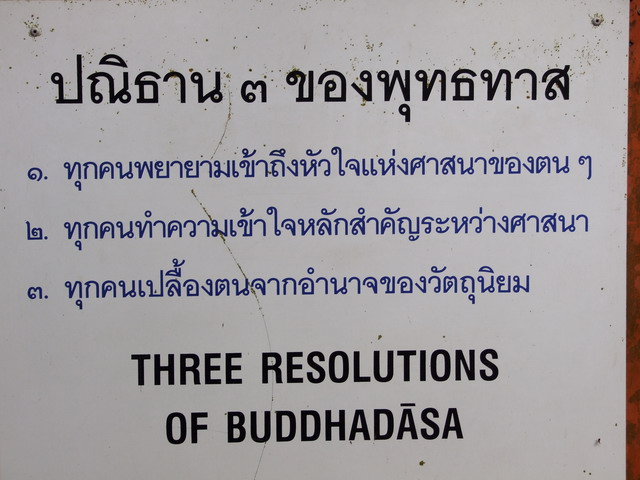 ปณิธาน ๓ ของพุทธทาส
๑. ทุกคนพยายามเข้าถึงหัวใจแห่งศาสนาของตน ๆ
๒. ทุกคนทำความเข้าใจหลักสำคัญระหว่างศาสนา
๓. ทุกคนเปลื้องตนจากอำนาจของวัตถุนิยม
THREE RESOLUTIONS
OF BUDDHADĀSA